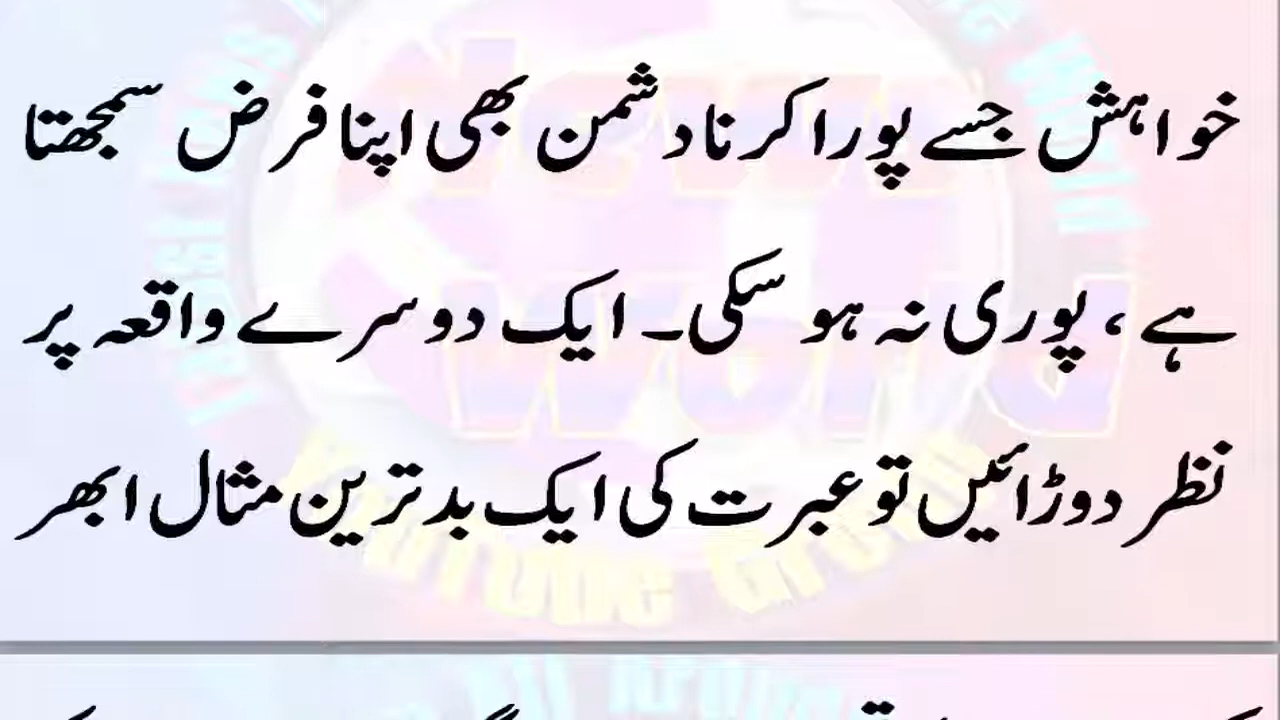 خواہش جسے پورا کرنا دشمن بھی اپنا فرض سمجھتا
ہے ، پوری نہ ہو سکی۔ ایک دوسرے واقعہ پر
نظر دوڑائیں تو عبرت کی ایک بدترین مثال ابھر